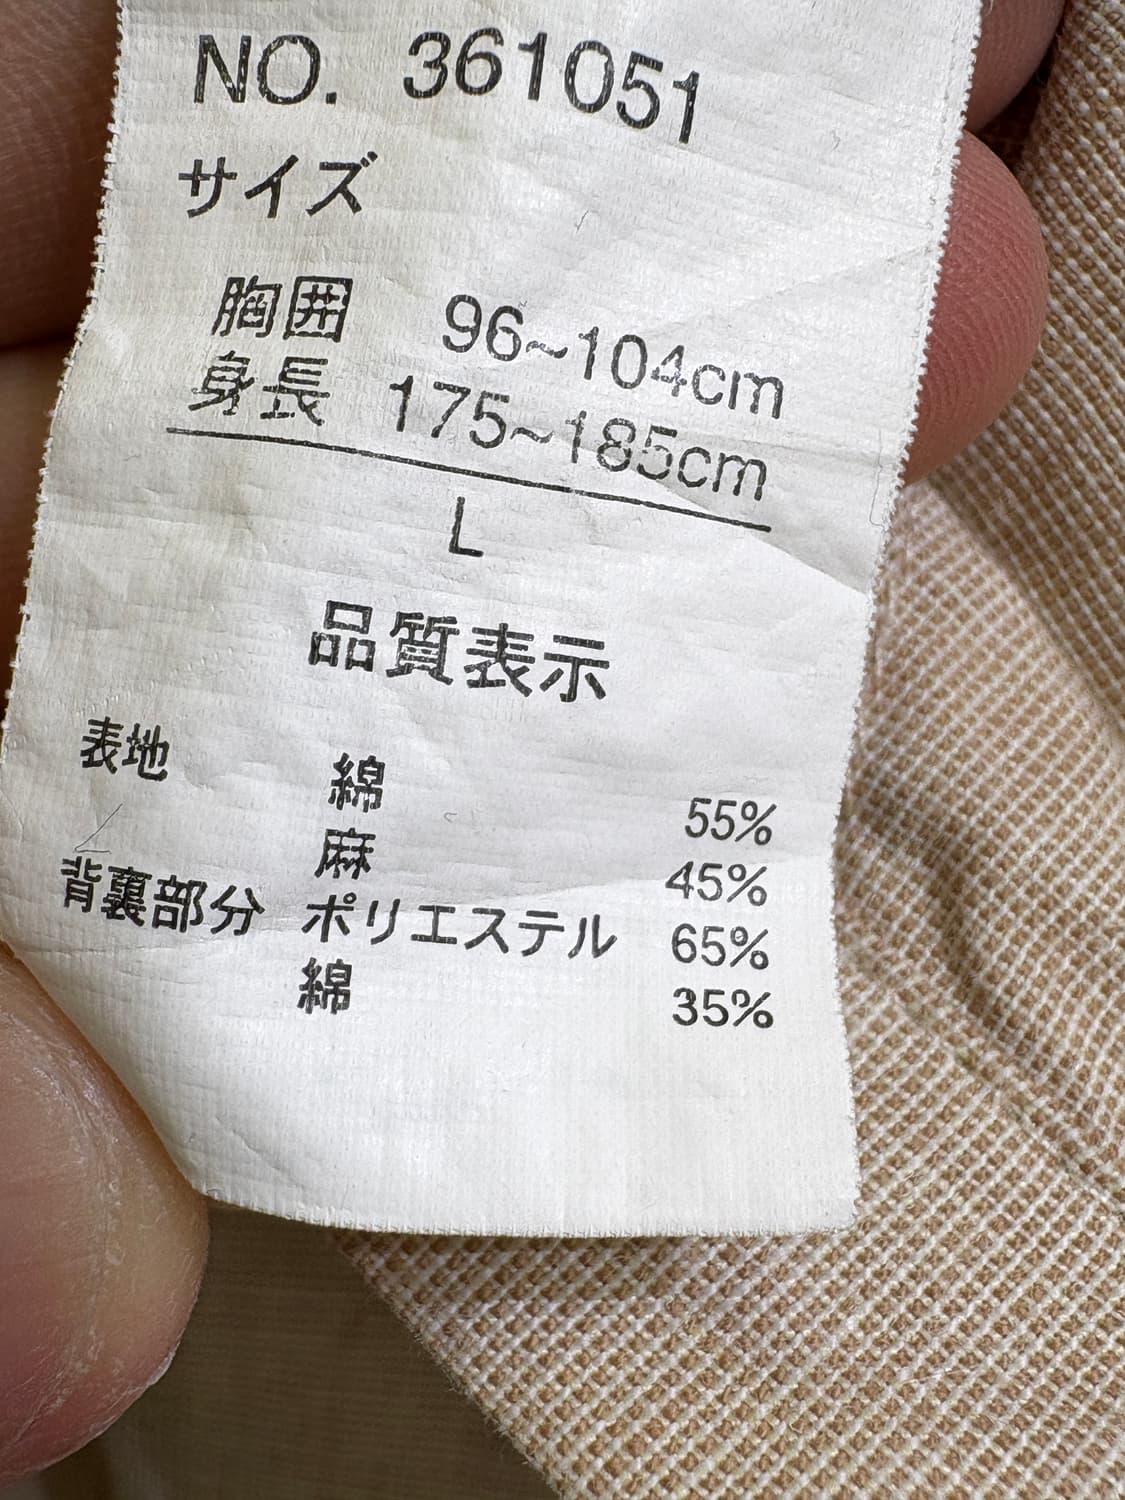 NO. 361051
サイズ
胸囲 96~104cm
身長 175~185cm
L
品質表示
表地 綿 55%
麻 45%
背裏部分 ポリエステル 65%
綿 35%